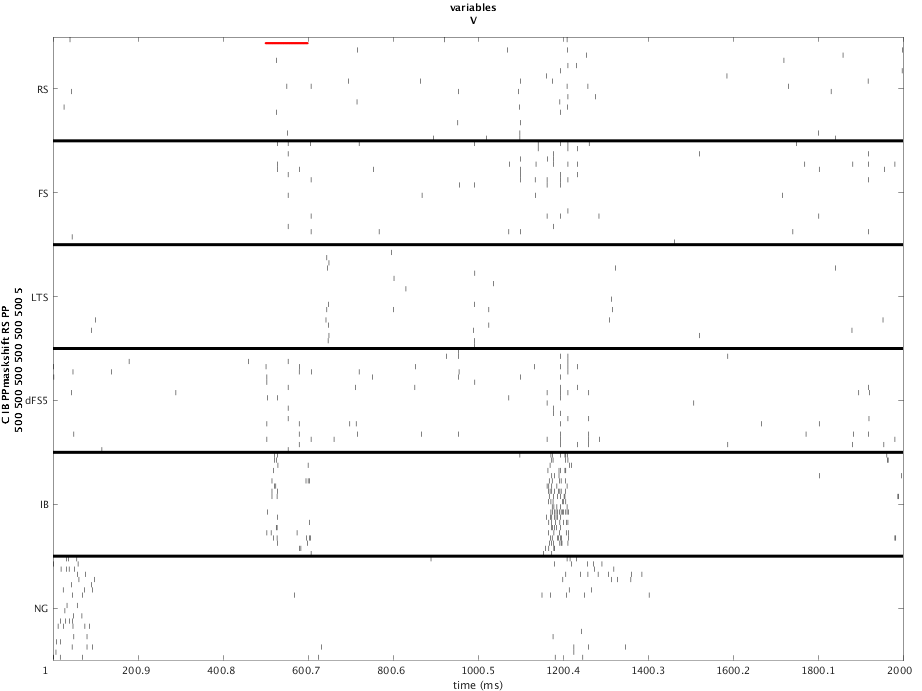 variables
V
C IB PPmaskshift RS PP
500 500 500 500 500 500 5
RS
FS
LTS
dFS5
IB
NG
1 200.9 400.8 600.7 800.6 1000.5 1200.4 1400.3 1600.2 1800.1 2000
time (ms)